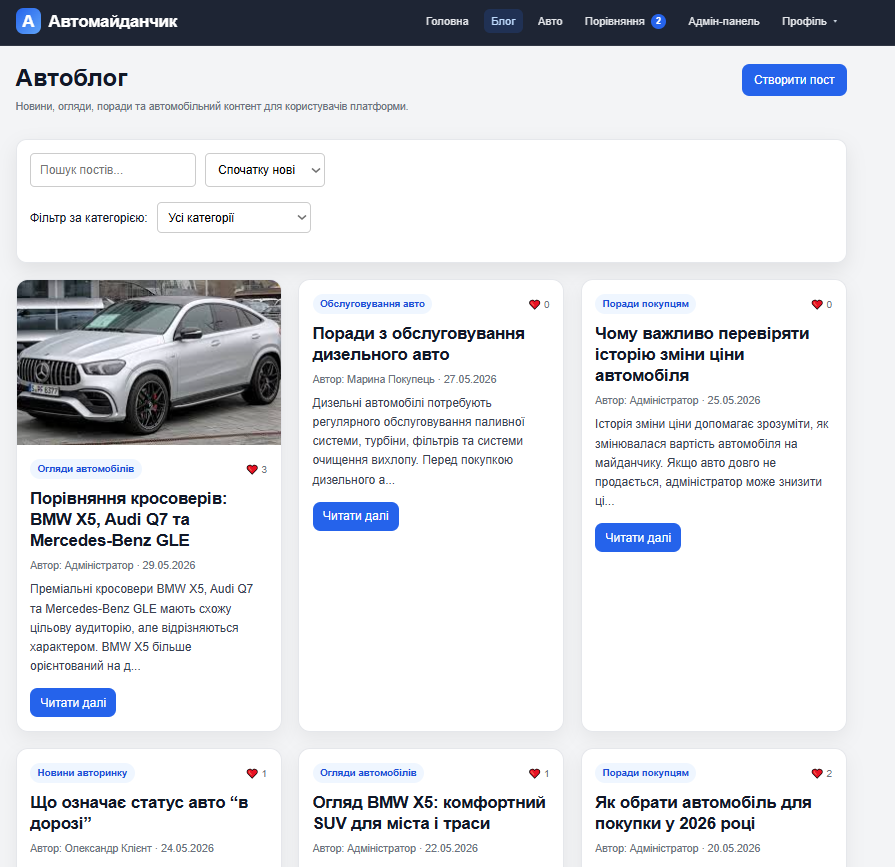 A Автомайданчик
Головна Блог Авто Порівняння 2 Адмін-панель Профіль
Автоблог
Створити пост
Новини, огляди, поради та автомобільний контент для користувачів платформи.
Пошук постів...
Спочатку нові
Фільтр за категорією:
Усі категорії
Огляди автомобілів
3
Порівняння кросоверів:
BMW X5, Audi Q7 та
Mercedes-Benz GLE
Автор: Адміністратор · 29.05.2026
Преміальні кросовери BMW X5, Audi Q7
та Mercedes-Benz GLE мають схожу
цільову аудиторію, але відрізняються
характером. BMW X5 більше
орієнтований на д...
Читати далі
Обслуговування авто
0
Поради з обслуговування
дизельного авто
Автор: Марина Покупець · 27.05.2026
Дизельні автомобілі потребують
регулярного обслуговування паливної
системи, турбіни, фільтрів та системи
очищення вихлопу. Перед покупкою
дизельного а...
Читати далі
Поради покупцям
0
Чому важливо перевіряти
історію зміни ціни
автомобіля
Автор: Адміністратор · 25.05.2026
Історія зміни ціни допомагає зрозуміти, як
змінювалася вартість автомобіля на
майданчику. Якщо авто довго не
продається, адміністратор може знизити
ці...
Читати далі
Новини авторинку
1
Що означає статус авто “в
дорозі”
Автор: Олександр Клієнт · 24.05.2026
Огляди автомобілів
1
Огляд BMW X5: комфортний
SUV для міста і траси
Автор: Адміністратор · 22.05.2026
Поради покупцям
2
Як обрати автомобіль для
покупки у 2026 році
Автор: Адміністратор · 20.05.2026